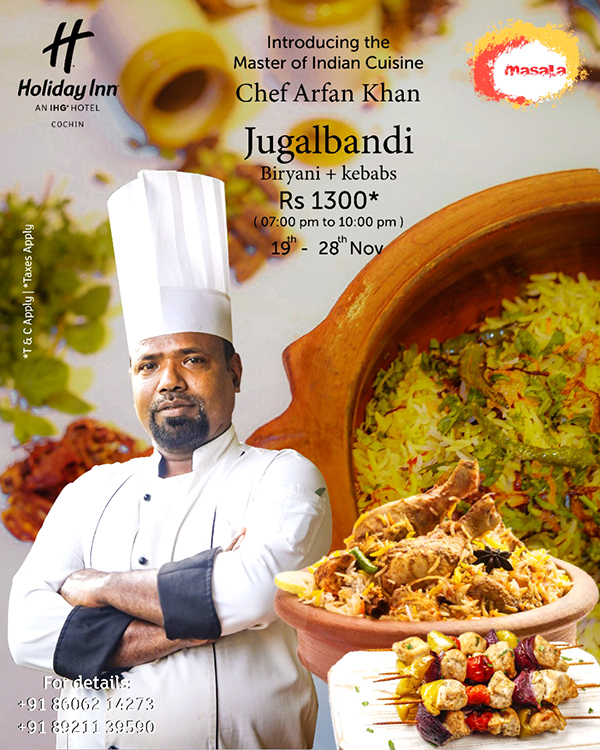 Holiday Inn
AN IHG® HOTEL
COCHIN
Introducing the
Master of Indian Cuisine
Chef Arfan Khan
masala
Jugalbandi
Biryani + kebabs
Rs 1300*
( 07:00 pm to 10:00 pm )
19th - 28th Nov
*T & C Apply | *Taxes Apply
For details:
+91 86062 14273
+91 89211 39590